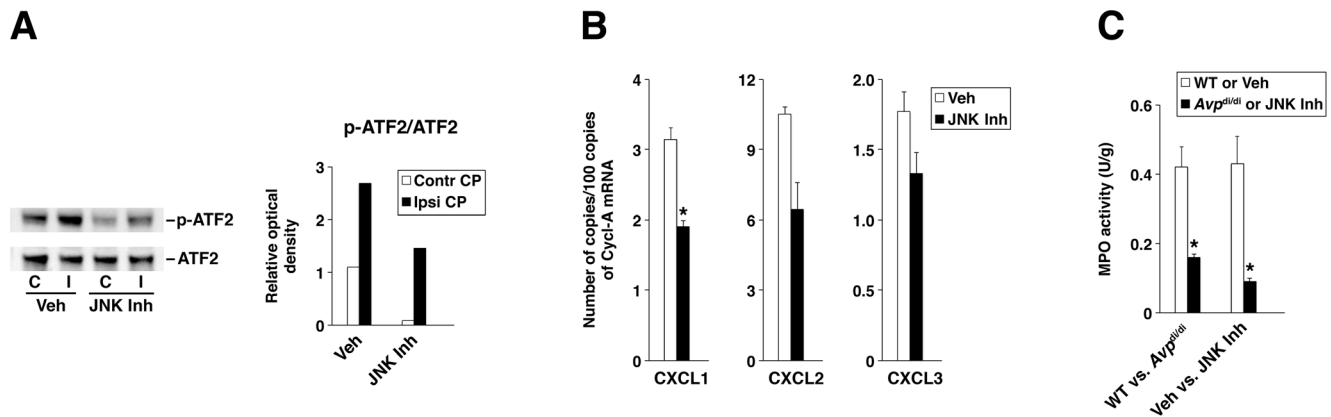 A
p-ATF2
ATF2
C I C I
Veh JNK Inh
p-ATF2/ATF2
Relative optical
density
3
2
1
0
Contr CP
Ipsi CP
Veh
JNK Inh
B
Number of copies/100 copies
of Cycl-A mRNA
4
3
2
1
0
*
CXCL1
12
9
6
3
0
CXCL2
2.0
1.5
1.0
0.5
0
CXCL3
Veh
JNK Inh
C
WT or Veh
Avp^di/di or JNK Inh
MPO activity (U/g)
0.6
0.4
0.2
0
*
*
WT vs. Avp^di/di
Veh vs. JNK Inh